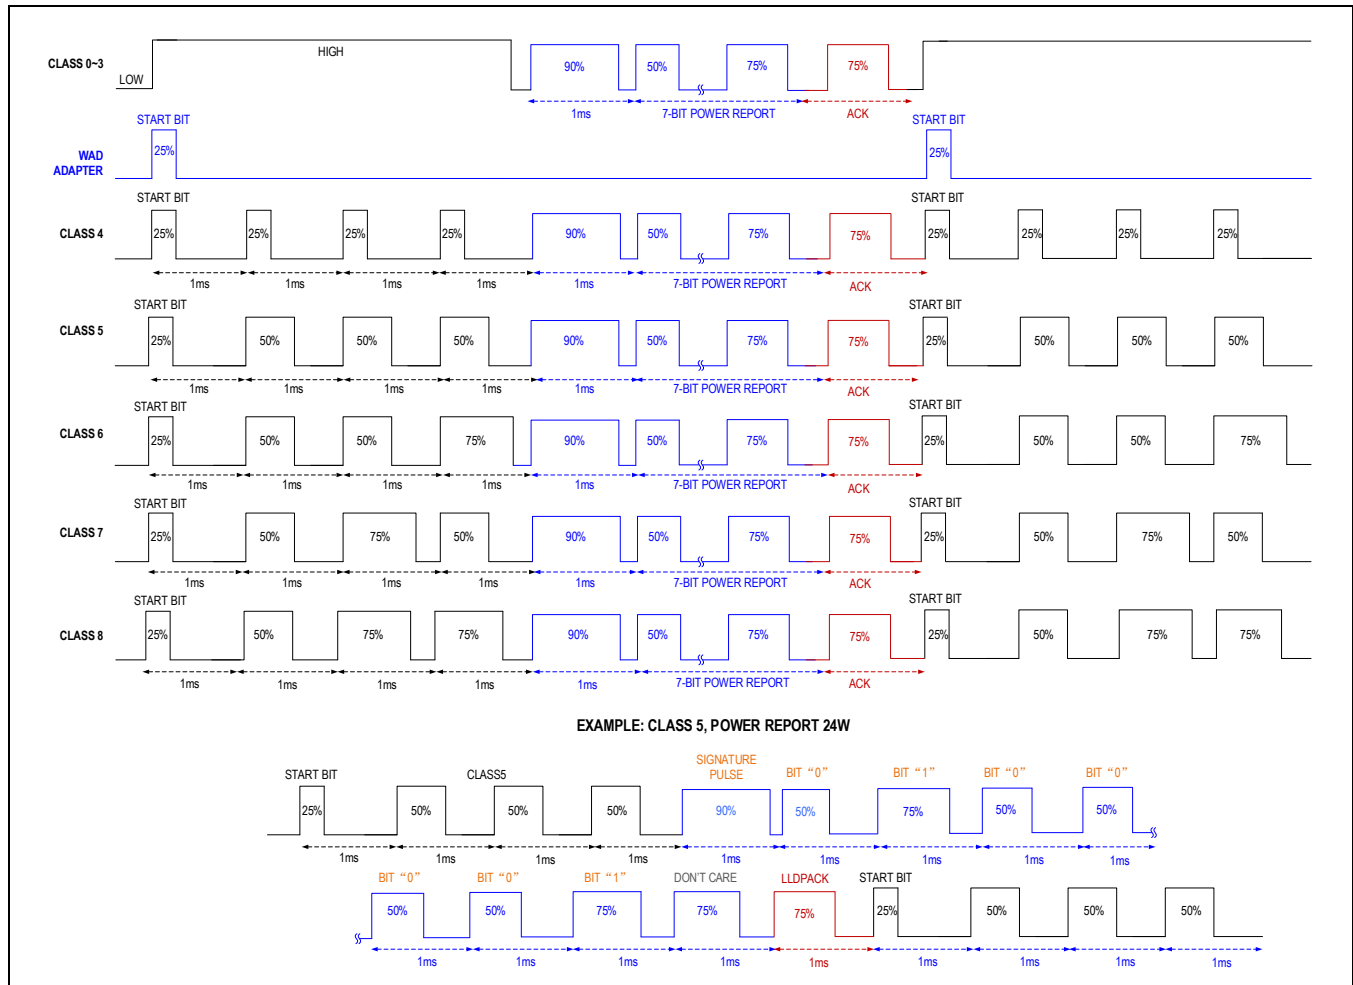 CLASS 0~3
LOW
HIGH
90%
50%
75%
75%
1ms
7-BIT POWER REPORT
ACK
START BIT
START BIT
WAD
ADAPTER
25%
25%
START BIT
START BIT
CLASS 4
25%
25%
25%
25%
90%
50%
75%
75%
25%
25%
25%
25%
1ms
1ms
1ms
1ms
1ms
7-BIT POWER REPORT
ACK
START BIT
START BIT
CLASS 5
25%
50%
50%
50%
90%
50%
75%
75%
25%
50%
50%
50%
1ms
1ms
1ms
1ms
1ms
7-BIT POWER REPORT
ACK
START BIT
START BIT
CLASS 6
25%
50%
50%
75%
90%
50%
75%
75%
25%
50%
50%
75%
1ms
1ms
1ms
1ms
1ms
7-BIT POWER REPORT
ACK
START BIT
START BIT
CLASS 7
25%
50%
75%
50%
90%
50%
75%
75%
25%
50%
75%
50%
1ms
1ms
1ms
1ms
1ms
7-BIT POWER REPORT
ACK
START BIT
START BIT
CLASS 8
25%
50%
75%
75%
90%
50%
75%
75%
25%
50%
75%
75%
1ms
1ms
1ms
1ms
1ms
7-BIT POWER REPORT
ACK
EXAMPLE: CLASS 5, POWER REPORT 24W
START BIT
CLASS5
SIGNATURE
PULSE
BIT “0”
BIT “1”
BIT “0”
BIT “0”
25%
50%
50%
50%
90%
50%
75%
50%
50%
1ms
1ms
1ms
1ms
1ms
1ms
1ms
1ms
1ms
BIT “0”
BIT “0”
BIT “1”
DON'T CARE
LLDPACK
START BIT
50%
50%
75%
75%
75%
25%
50%
50%
50%
1ms
1ms
1ms
1ms
1ms
1ms
1ms
1ms
1ms